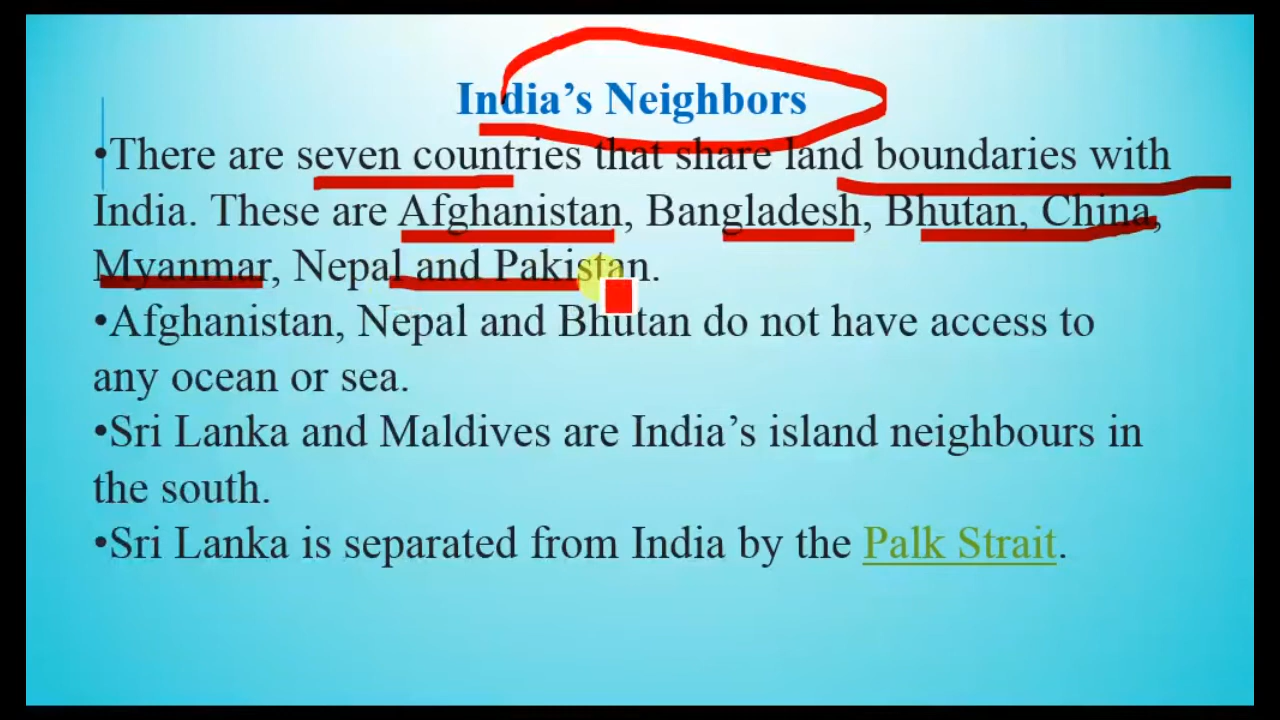 India’s Neighbors
•There are seven countries that share land boundaries with
India. These are Afghanistan, Bangladesh, Bhutan, China,
Myanmar, Nepal and Pakistan.
•Afghanistan, Nepal and Bhutan do not have access to
any ocean or sea.
•Sri Lanka and Maldives are India’s island neighbours in
the south.
•Sri Lanka is separated from India by the Palk Strait.